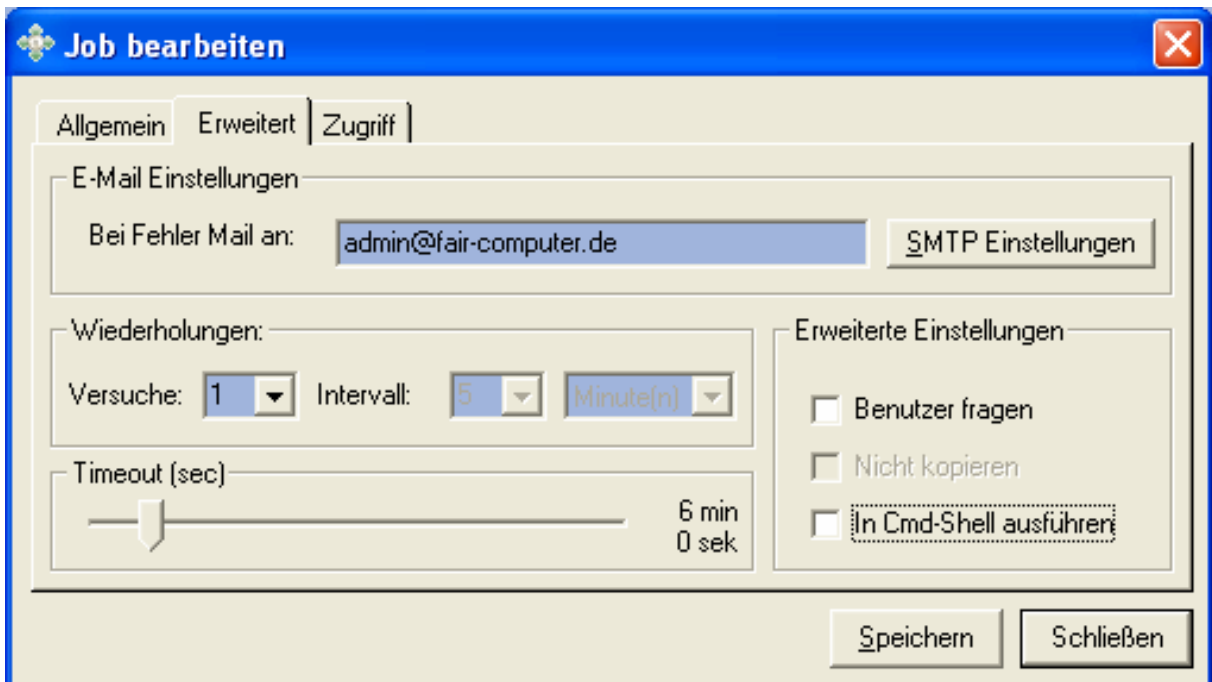 Job bearbeiten
Allgemein Erweitert Zugriff
E-Mail Einstellungen
Bei Fehler Mail an: admin@fair-computer.de SMTP Einstellungen
Wiederholungen:
Versuche: 1 Intervall: 5 Minute(n)
Timeout (sec)
6 min
0 sek
Erweiterte Einstellungen
Benutzer fragen
Nicht kopieren
In Cmd-Shell ausführen
Speichern Schließen